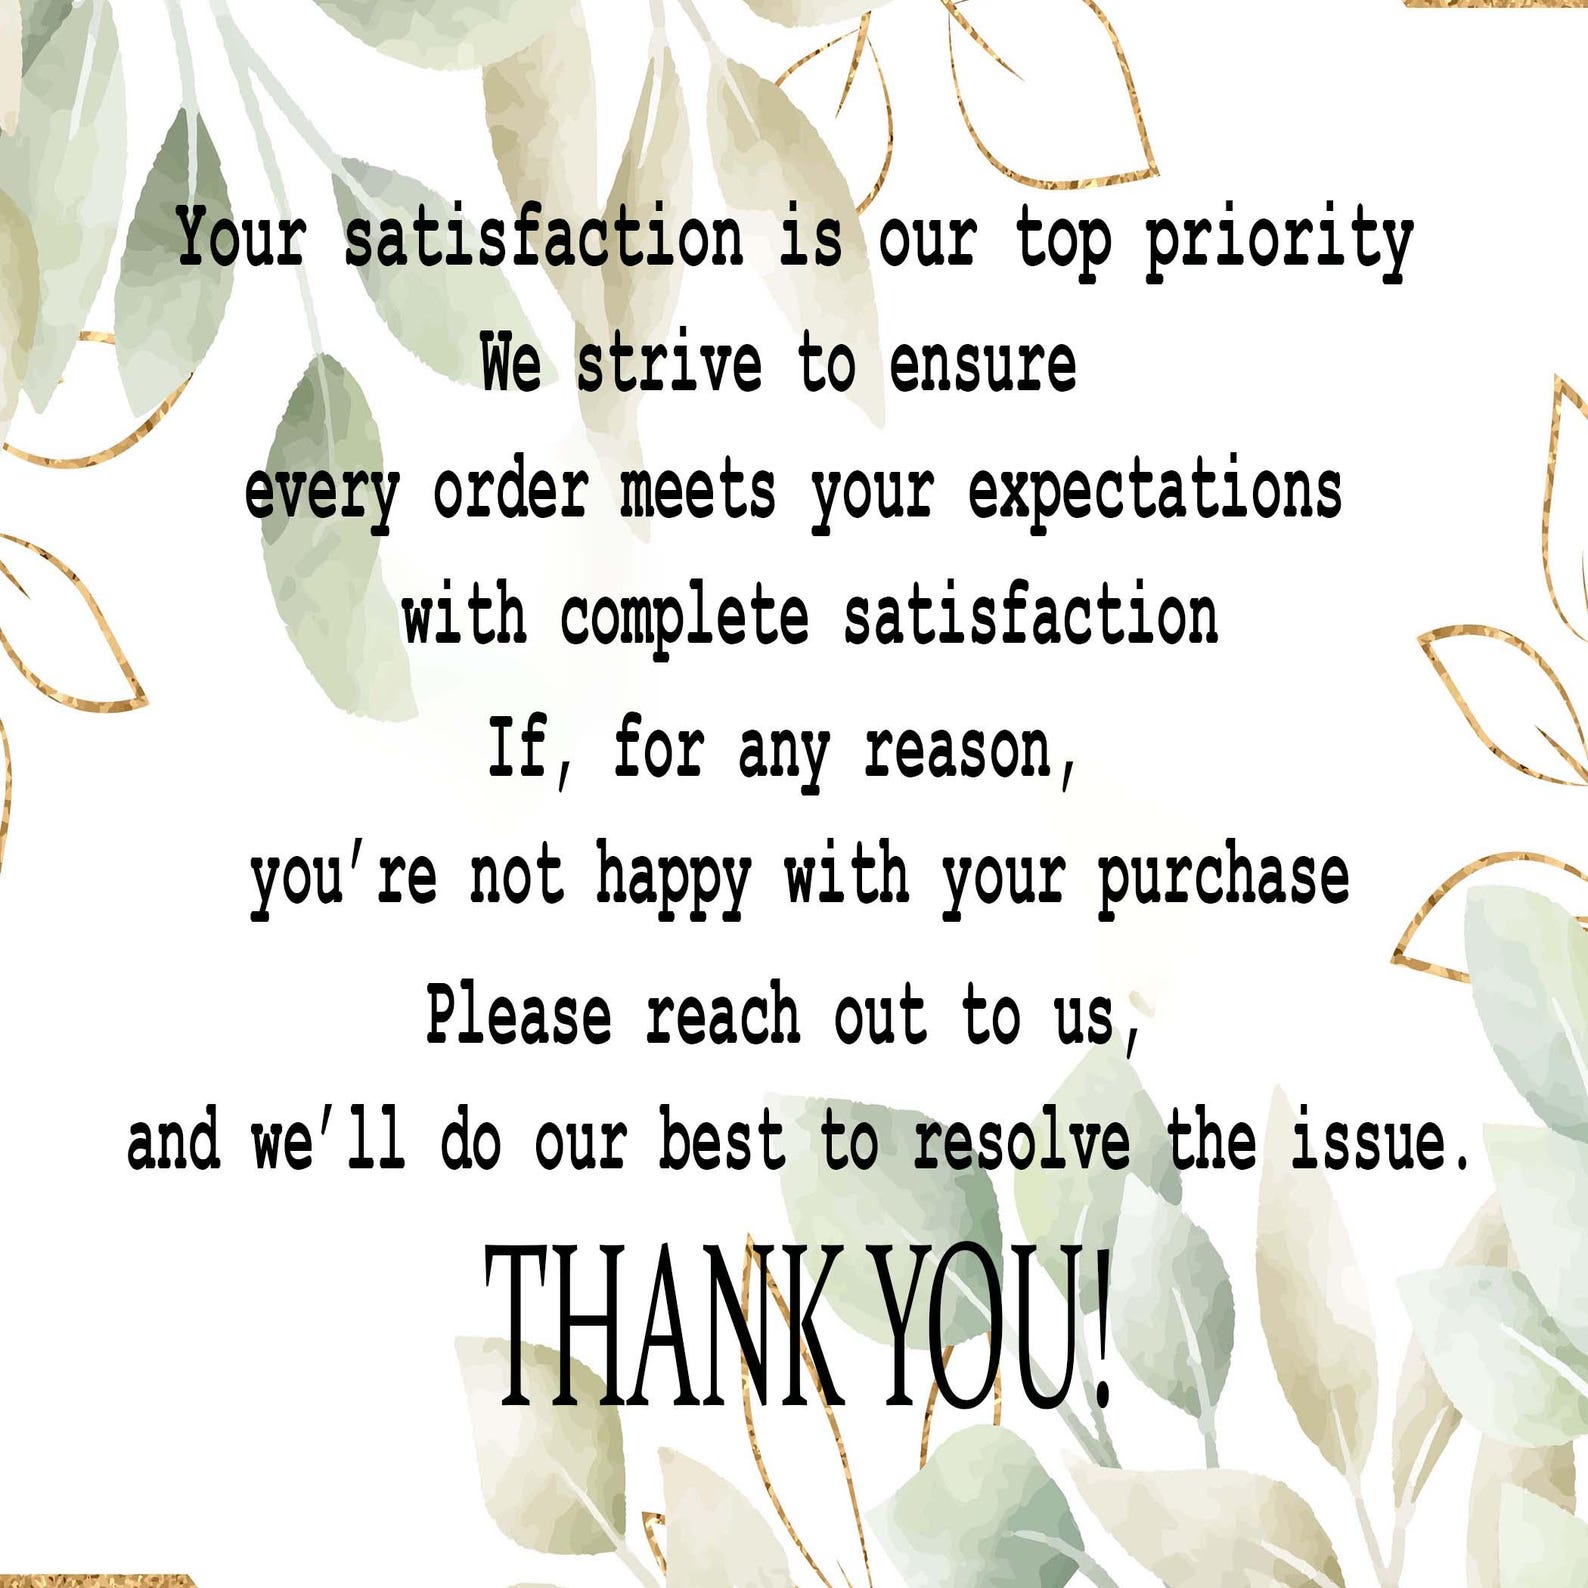 Your satisfaction is our top priority
We strive to ensure
every order meets your expectations
with complete satisfaction
If, for any reason,
you’re not happy with your purchase
Please reach out to us,
and we’ll do our best to resolve the issue.
THANK YOU!